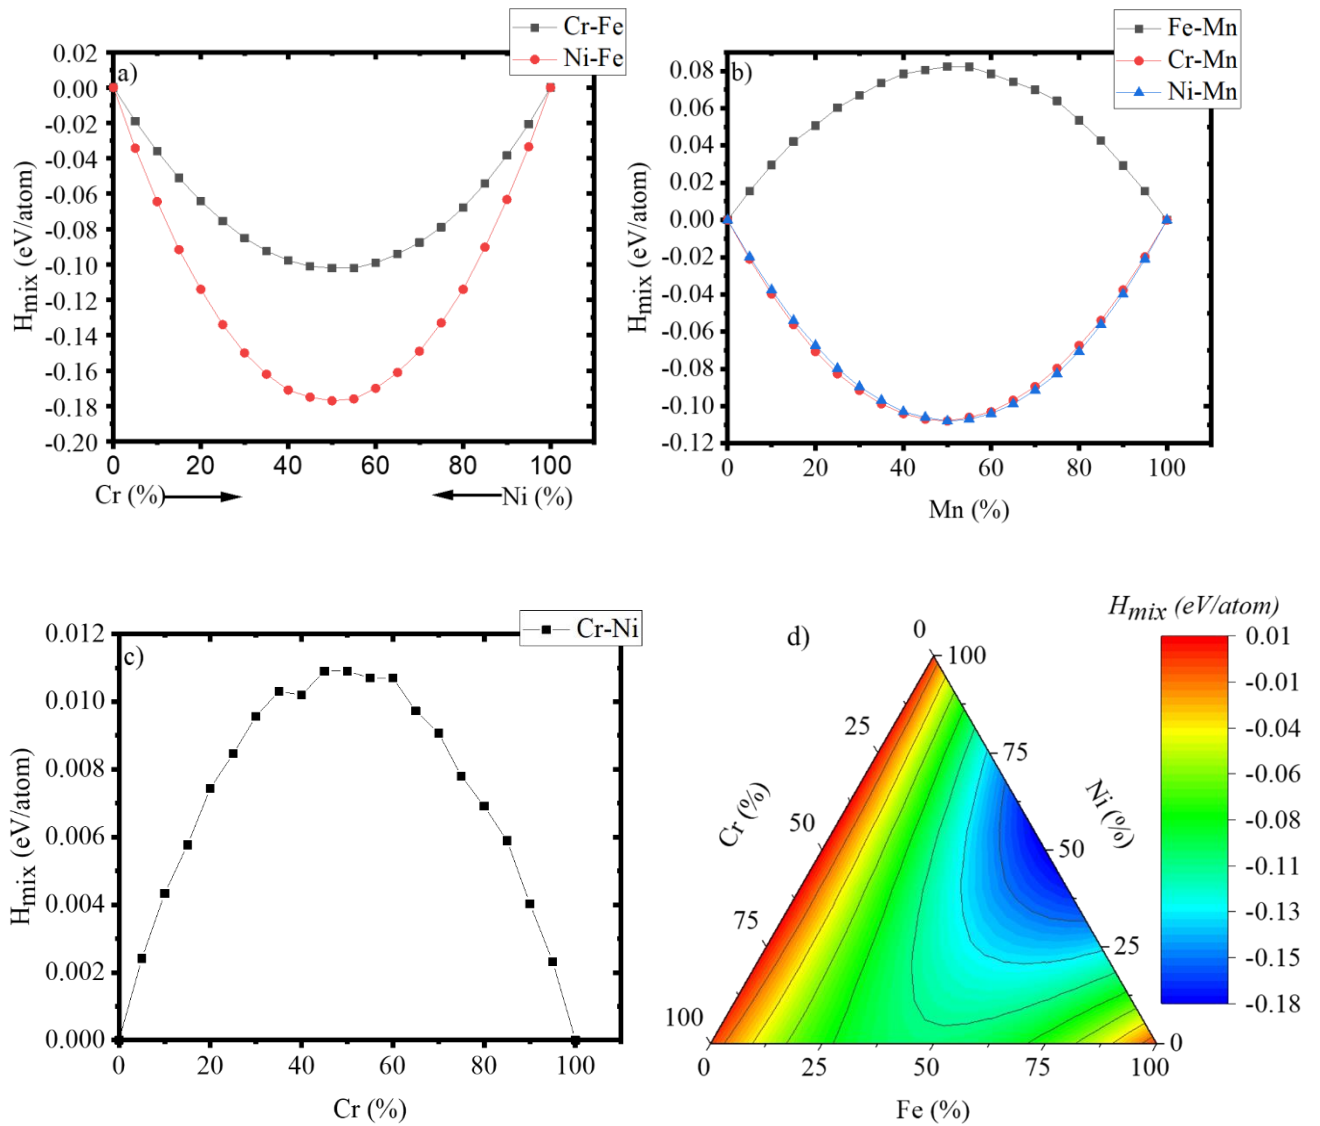 Cr-Fe
Ni-Fe
a)
0.02
0.00
-0.02
-0.04
-0.06
-0.08
-0.10
-0.12
-0.14
-0.16
-0.18
-0.20
H_mix (eV/atom)
0 20 40 60 80 100
Cr (%) Ni (%)
Fe-Mn
Cr-Mn
Ni-Mn
b)
0.08
0.06
0.04
0.02
0.00
-0.02
-0.04
-0.06
-0.08
-0.10
-0.12
H_mix (eV/atom)
0 20 40 60 80 100
Mn (%)
Cr-Ni
c)
0.012
0.010
0.008
0.006
0.004
0.002
0.000
H_mix (eV/atom)
0 20 40 60 80 100
Cr (%)
d)
H_mix (eV/atom)
0.01
-0.01
-0.04
-0.06
-0.08
-0.11
-0.13
-0.15
-0.18
0
25
50
75
100
Cr (%)
100
75
50
25
0
Ni (%)
0 25 50 75 100
Fe (%)